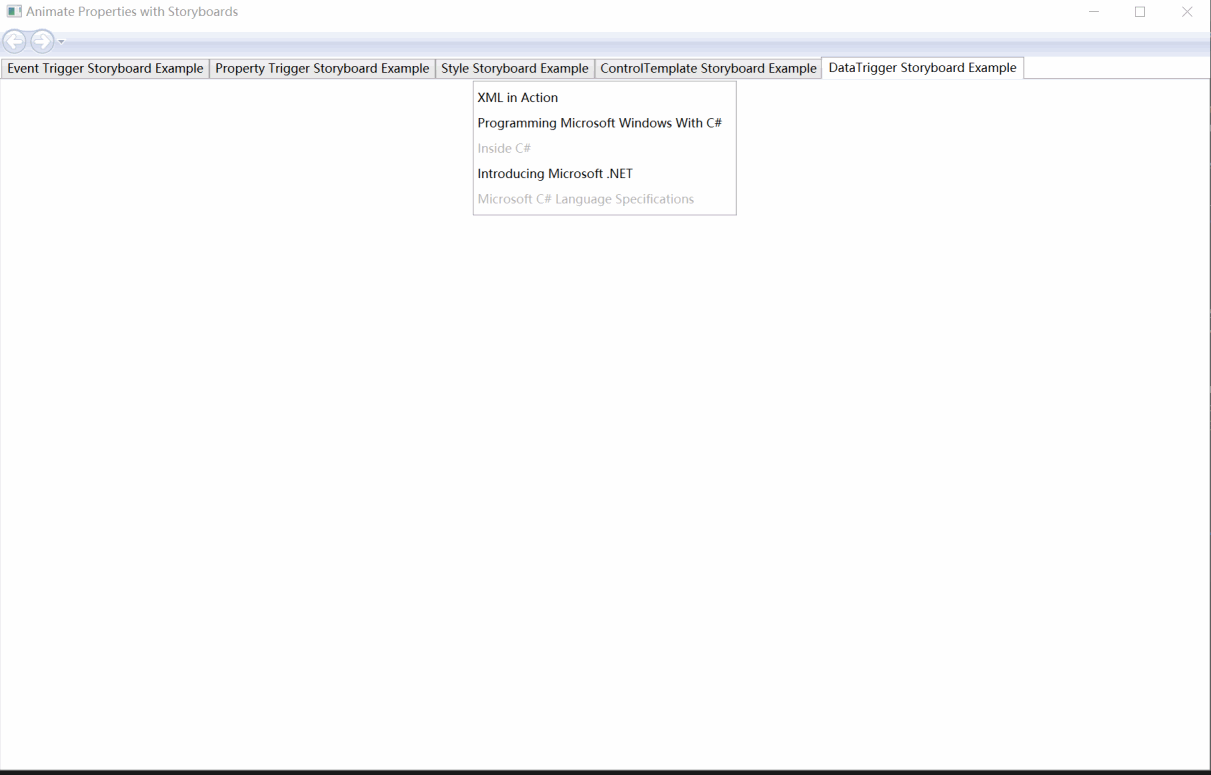 Animate Properties with Storyboards
Event Trigger Storyboard Example Property Trigger Storyboard Example Style Storyboard Example ControlTemplate Storyboard Example DataTrigger Storyboard Example
XML in Action
Programming Microsoft Windows With C#
Inside C#
Introducing Microsoft .NET
Microsoft C# Language Specifications